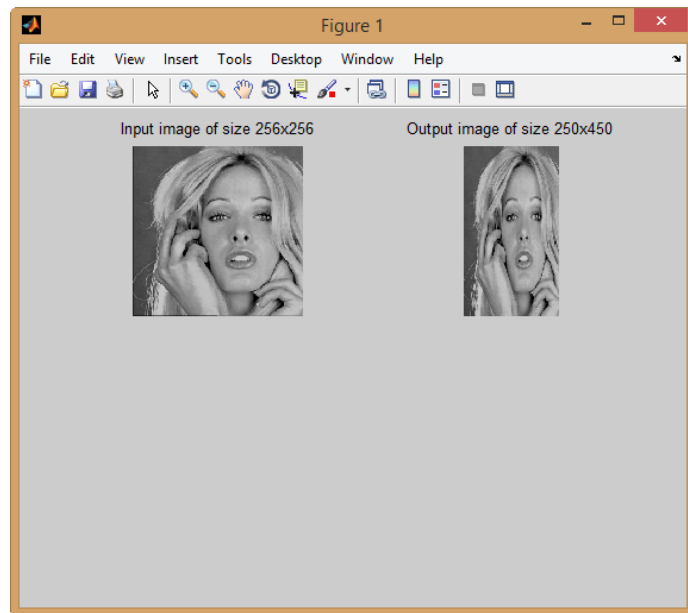 Figure 1
File Edit View Insert Tools Desktop Window Help
Input image of size 256x256
Output image of size 250x450